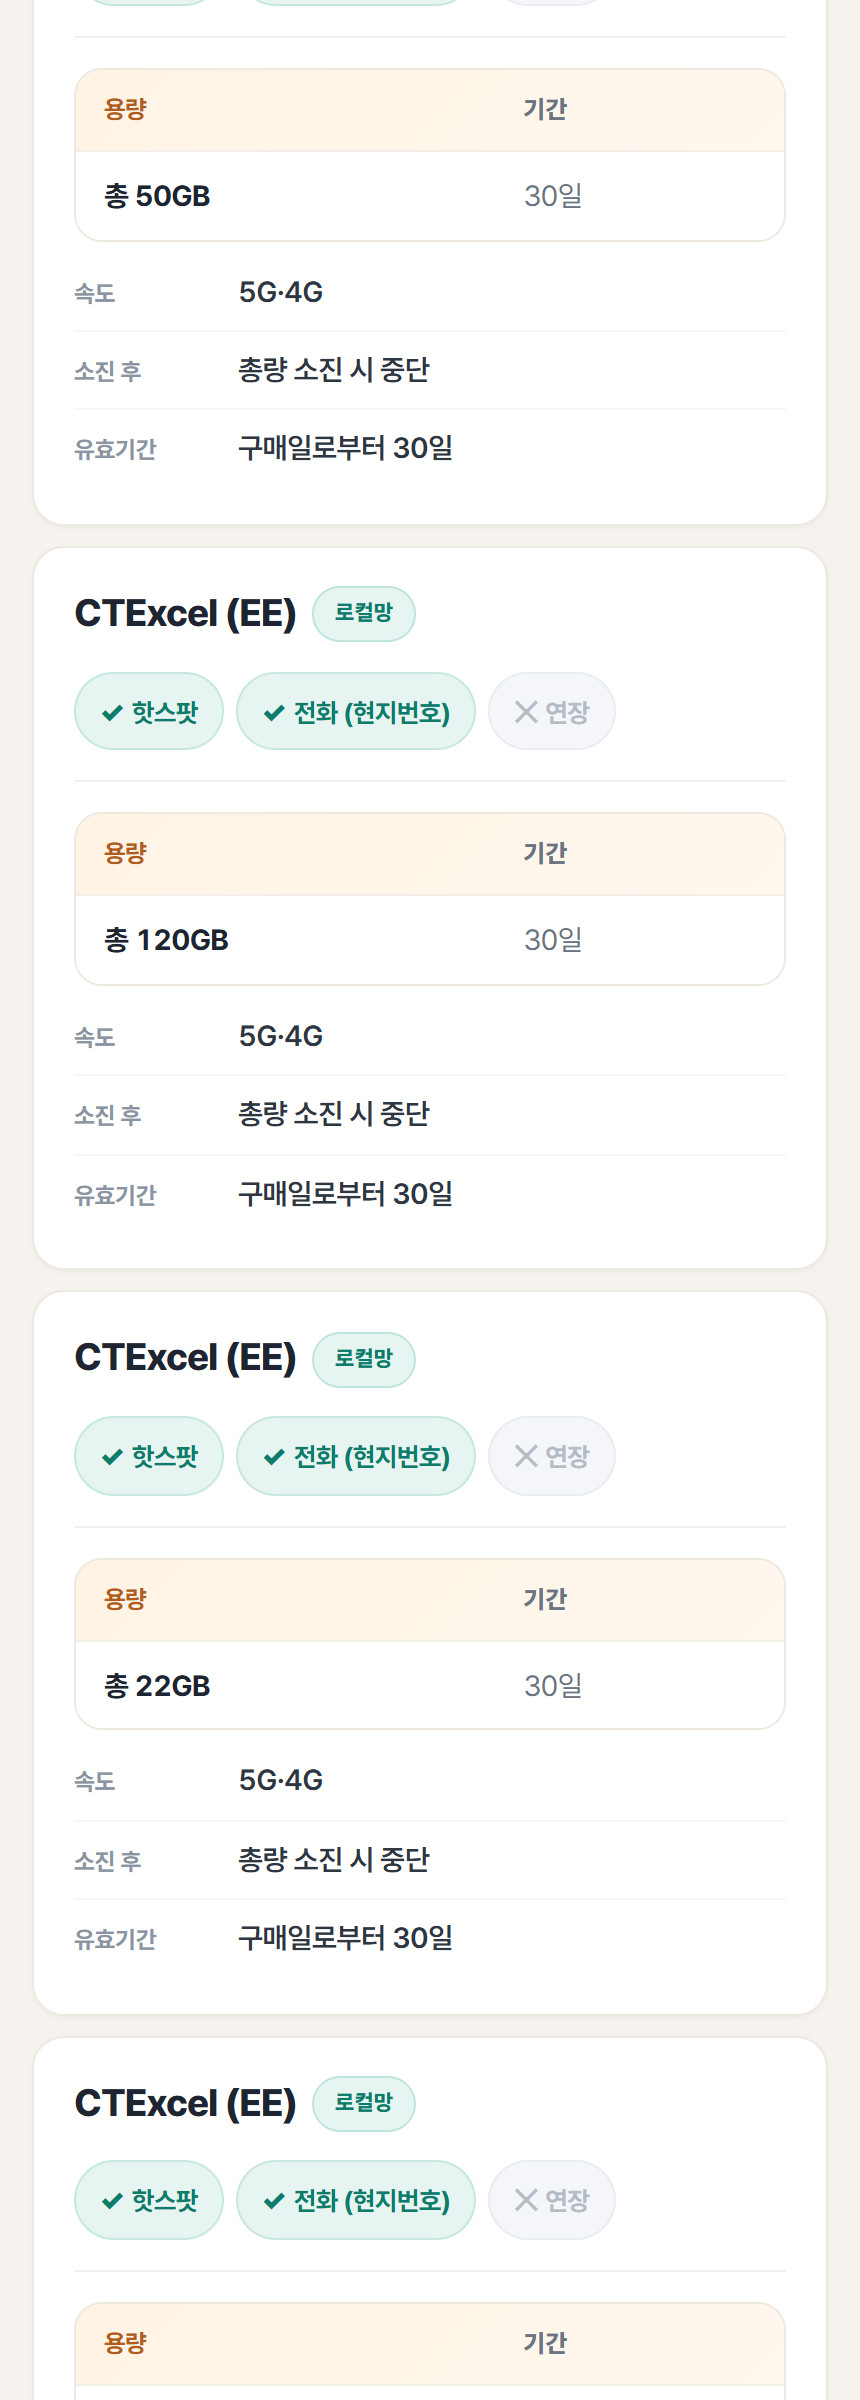 용량 기간
총 50GB 30일
속도 5G·4G
소진 후 총량 소진 시 중단
유효기간 구매일로부터 30일
CTExcel (EE) 로컬망
✓ 핫스팟 ✓ 전화 (현지번호) ✕ 연장
용량 기간
총 120GB 30일
속도 5G·4G
소진 후 총량 소진 시 중단
유효기간 구매일로부터 30일
CTExcel (EE) 로컬망
✓ 핫스팟 ✓ 전화 (현지번호) ✕ 연장
용량 기간
총 22GB 30일
속도 5G·4G
소진 후 총량 소진 시 중단
유효기간 구매일로부터 30일
CTExcel (EE) 로컬망
✓ 핫스팟 ✓ 전화 (현지번호) ✕ 연장
용량 기간